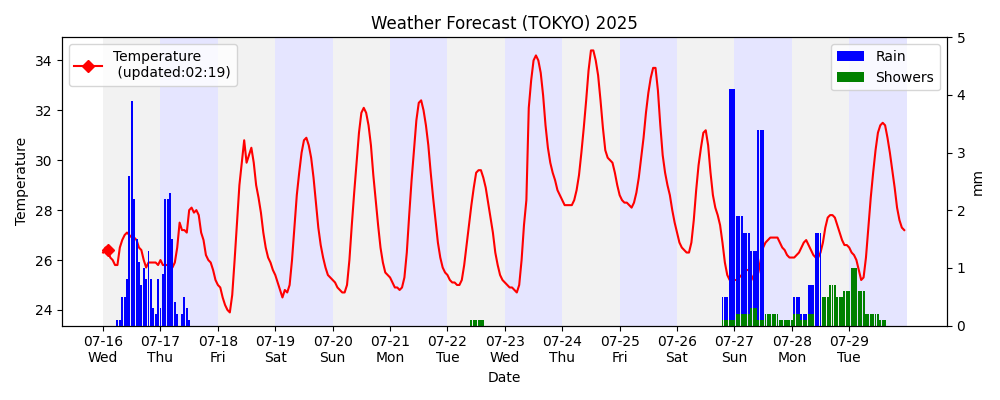 Weather Forecast (TOKYO) 2025
Temperature
(updated:02:19)
Rain
Showers
Temperature
34
32
30
28
26
24
5
4
3
2
1
0
mm
07-16 07-17 07-18 07-19 07-20 07-21 07-22 07-23 07-24 07-25 07-26 07-27 07-28 07-29
Wed Thu Fri Sat Sun Mon Tue Wed Thu Fri Sat Sun Mon Tue
Date